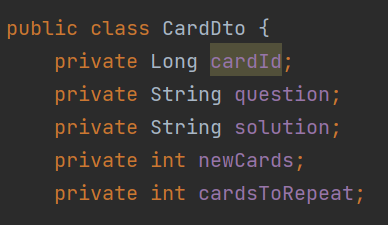 public class CardDto {
private Long cardId;
private String question;
private String solution;
private int newCards;
private int cardsToRepeat;